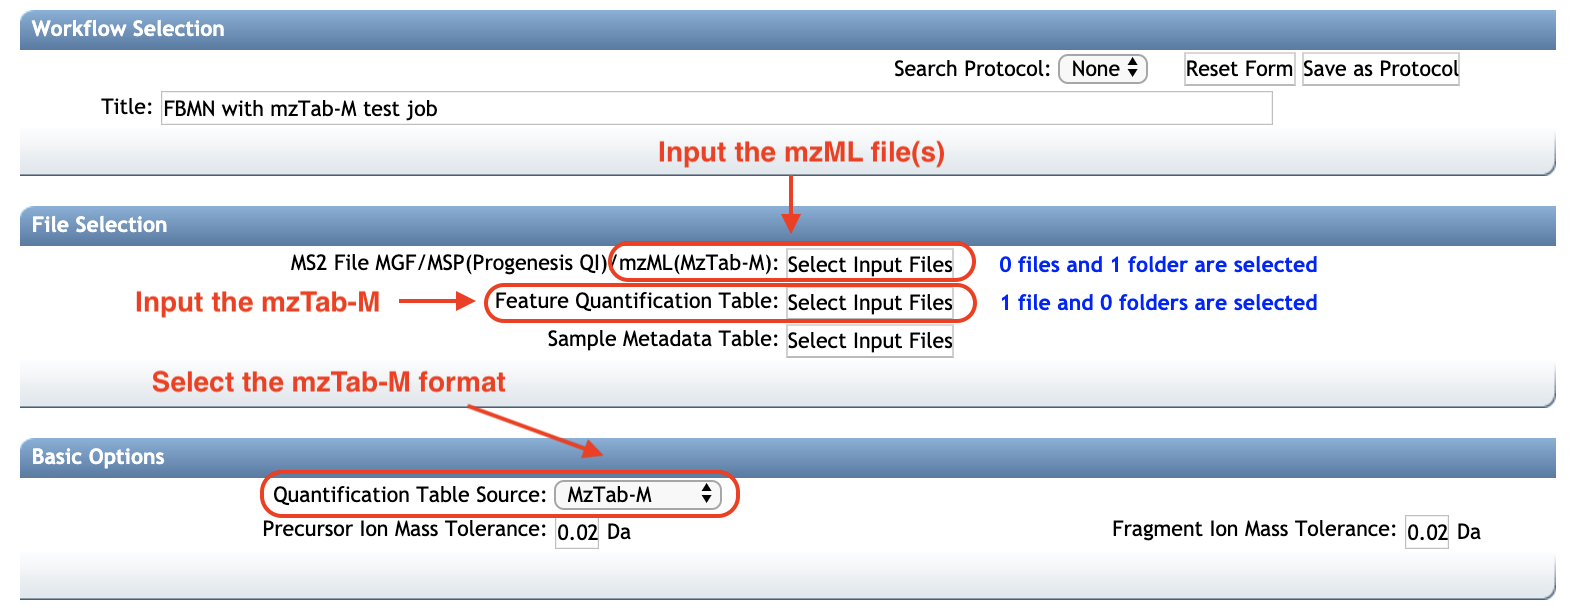 Workflow Selection
Search Protocol: None Reset Form Save as Protocol
Title: FBMN with mzTab-M test job
Input the mzML file(s)
File Selection
MS2 File MGF/MSP(Progenesis QI)/mzML(MzTab-M): Select Input Files 0 files and 1 folder are selected
Input the mzTab-M Feature Quantification Table: Select Input Files 1 file and 0 folders are selected
Sample Metadata Table: Select Input Files
Select the mzTab-M format
Basic Options
Quantification Table Source: MzTab-M
Precursor Ion Mass Tolerance: 0.02 Da Fragment Ion Mass Tolerance: 0.02 Da